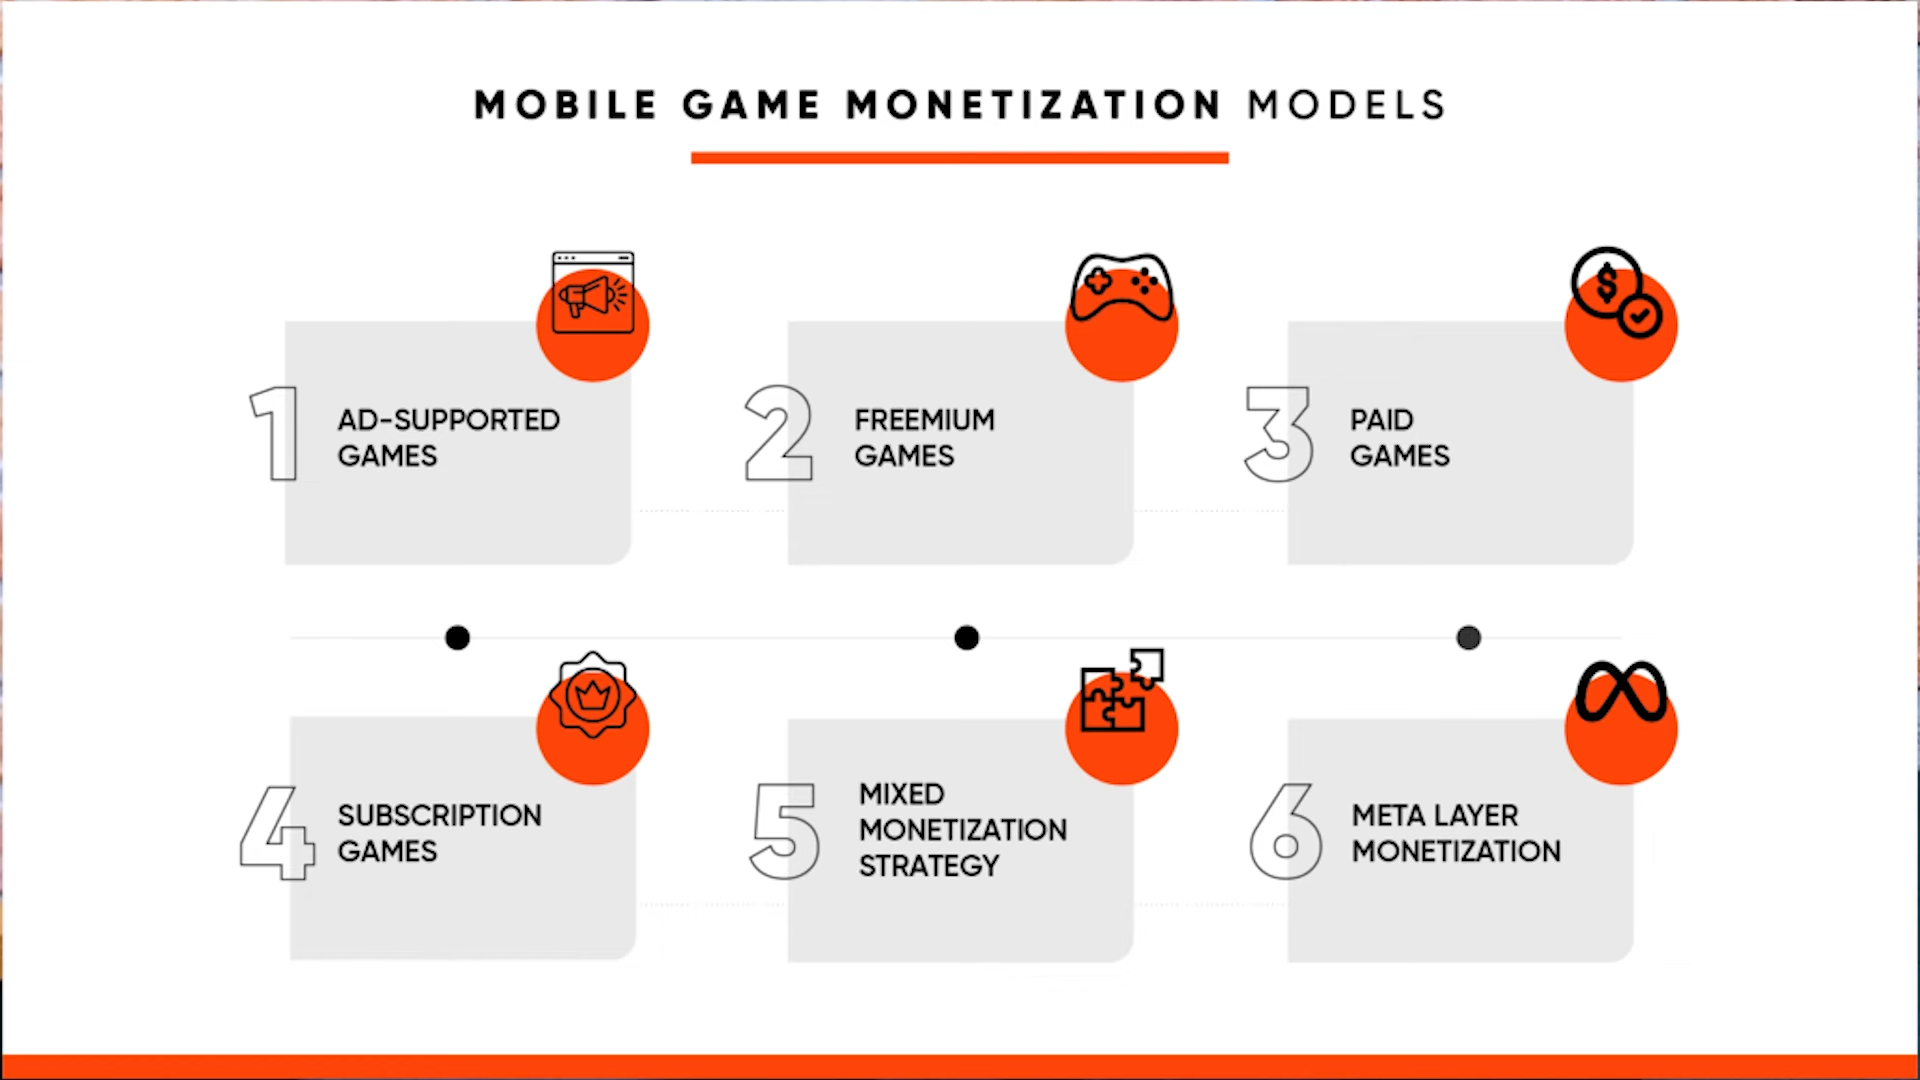 MOBILE GAME MONETIZATION MODELS
1
AD-SUPPORTED
GAMES
2
FREEMIUM
GAMES
3
PAID
GAMES
4
SUBSCRIPTION
GAMES
5
MIXED
MONETIZATION
STRATEGY
6
META LAYER
MONETIZATION